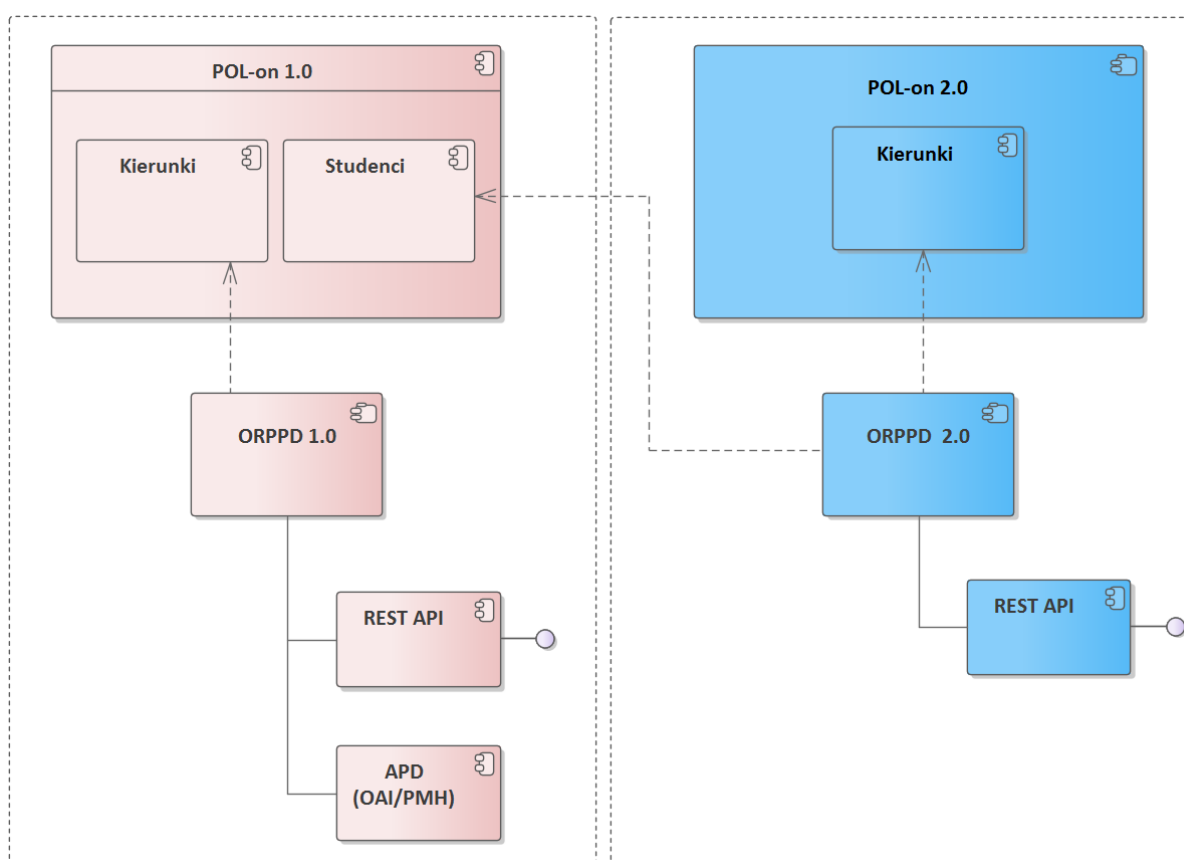 POL-on 1.0
Kierunki
Studenci
ORPPD 1.0
REST API
APD
(OAI/PMH)
POL-on 2.0
Kierunki
ORPPD  2.0
REST API